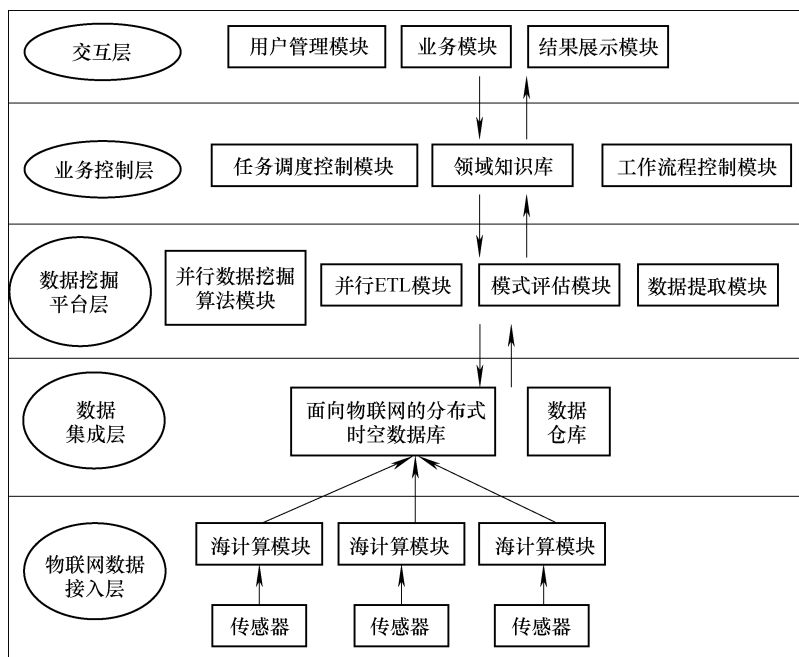 交互层
用户管理模块
业务模块
结果展示模块
业务控制层
任务调度控制模块
领域知识库
工作流程控制模块
数据挖掘
平台层
并行数据挖掘
算法模块
并行ETL模块
模式评估模块
数据提取模块
数据
集成层
面向物联网的分布式
时空数据库
数据
仓库
物联网数据
接入层
海计算模块
海计算模块
海计算模块
传感器
传感器
传感器